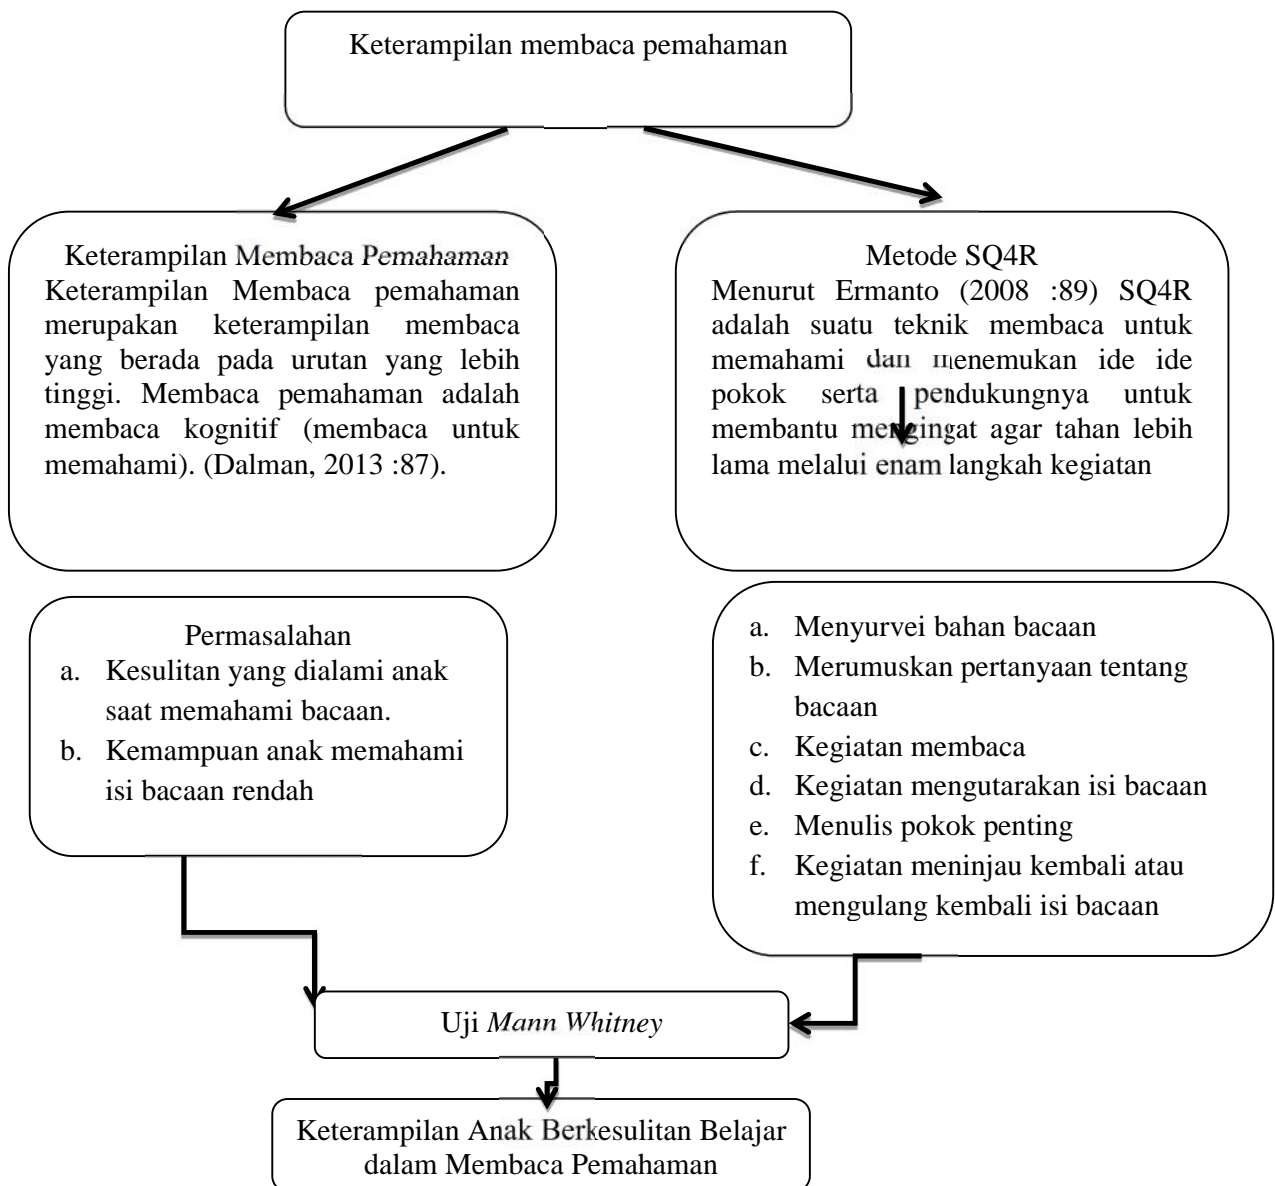 Keterampilan membaca pemahaman
Keterampilan Membaca Pemahaman
Keterampilan Membaca pemahaman
merupakan keterampilan membaca
yang berada pada urutan yang lebih
tinggi. Membaca pemahaman adalah
membaca kognitif (membaca untuk
memahami). (Dalman, 2013 :87).
Metode SQ4R
Menurut Ermanto (2008 :89) SQ4R
adalah suatu teknik membaca untuk
memahami dan menemukan ide ide
pokok serta pendukungnya untuk
membantu mengingat agar tahan lebih
lama melalui enam langkah kegiatan
Permasalahan
a. Kesulitan yang dialami anak
saat memahami bacaan.
b. Kemampuan anak memahami
isi bacaan rendah
a. Menyurvei bahan bacaan
b. Merumuskan pertanyaan tentang
bacaan
c. Kegiatan membaca
d. Kegiatan mengutarakan isi bacaan
e. Menulis pokok penting
f. Kegiatan meninjau kembali atau
mengulang kembali isi bacaan
Uji Mann Whitney
Keterampilan Anak Berkesulitan Belajar
dalam Membaca Pemahaman